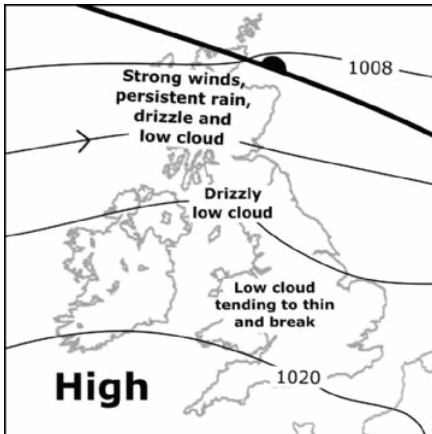 1008
Strong winds,
persistent rain,
drizzle and
low cloud
Drizzly
low cloud
Low cloud
tending to thin
and break
1020
High